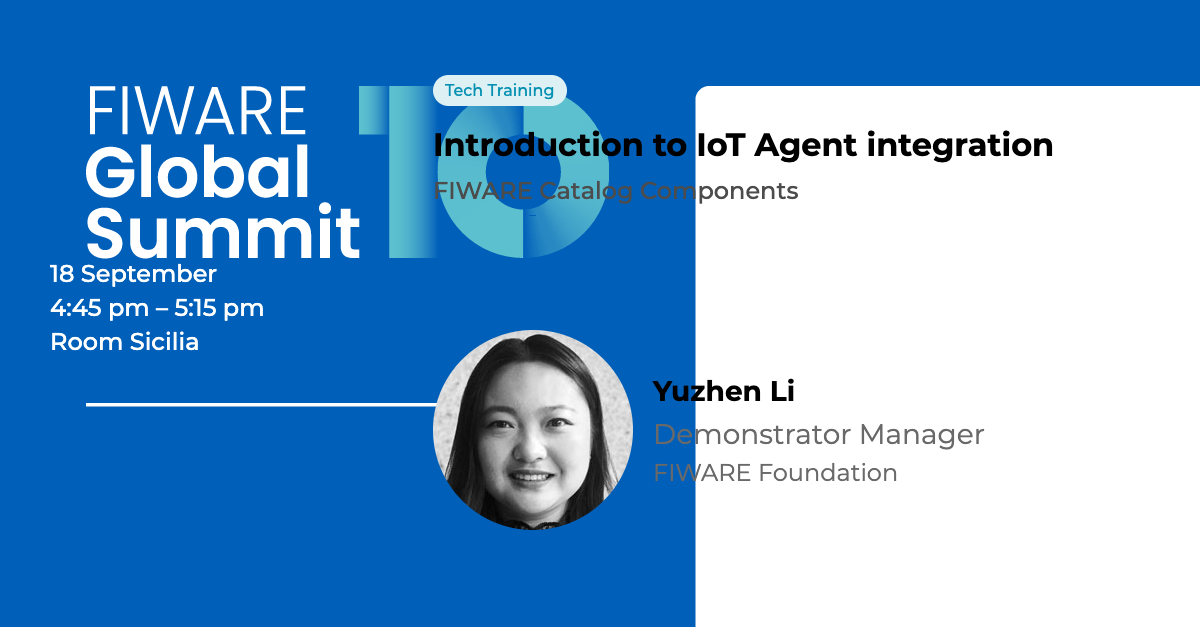 FIWARE
Global
Summit
10
18 September
4:45 pm – 5:15 pm
Room Sicilia
Tech Training
Introduction to IoT Agent integration
FIWARE Catalog Components
Yuzhen Li
Demonstrator Manager
FIWARE Foundation